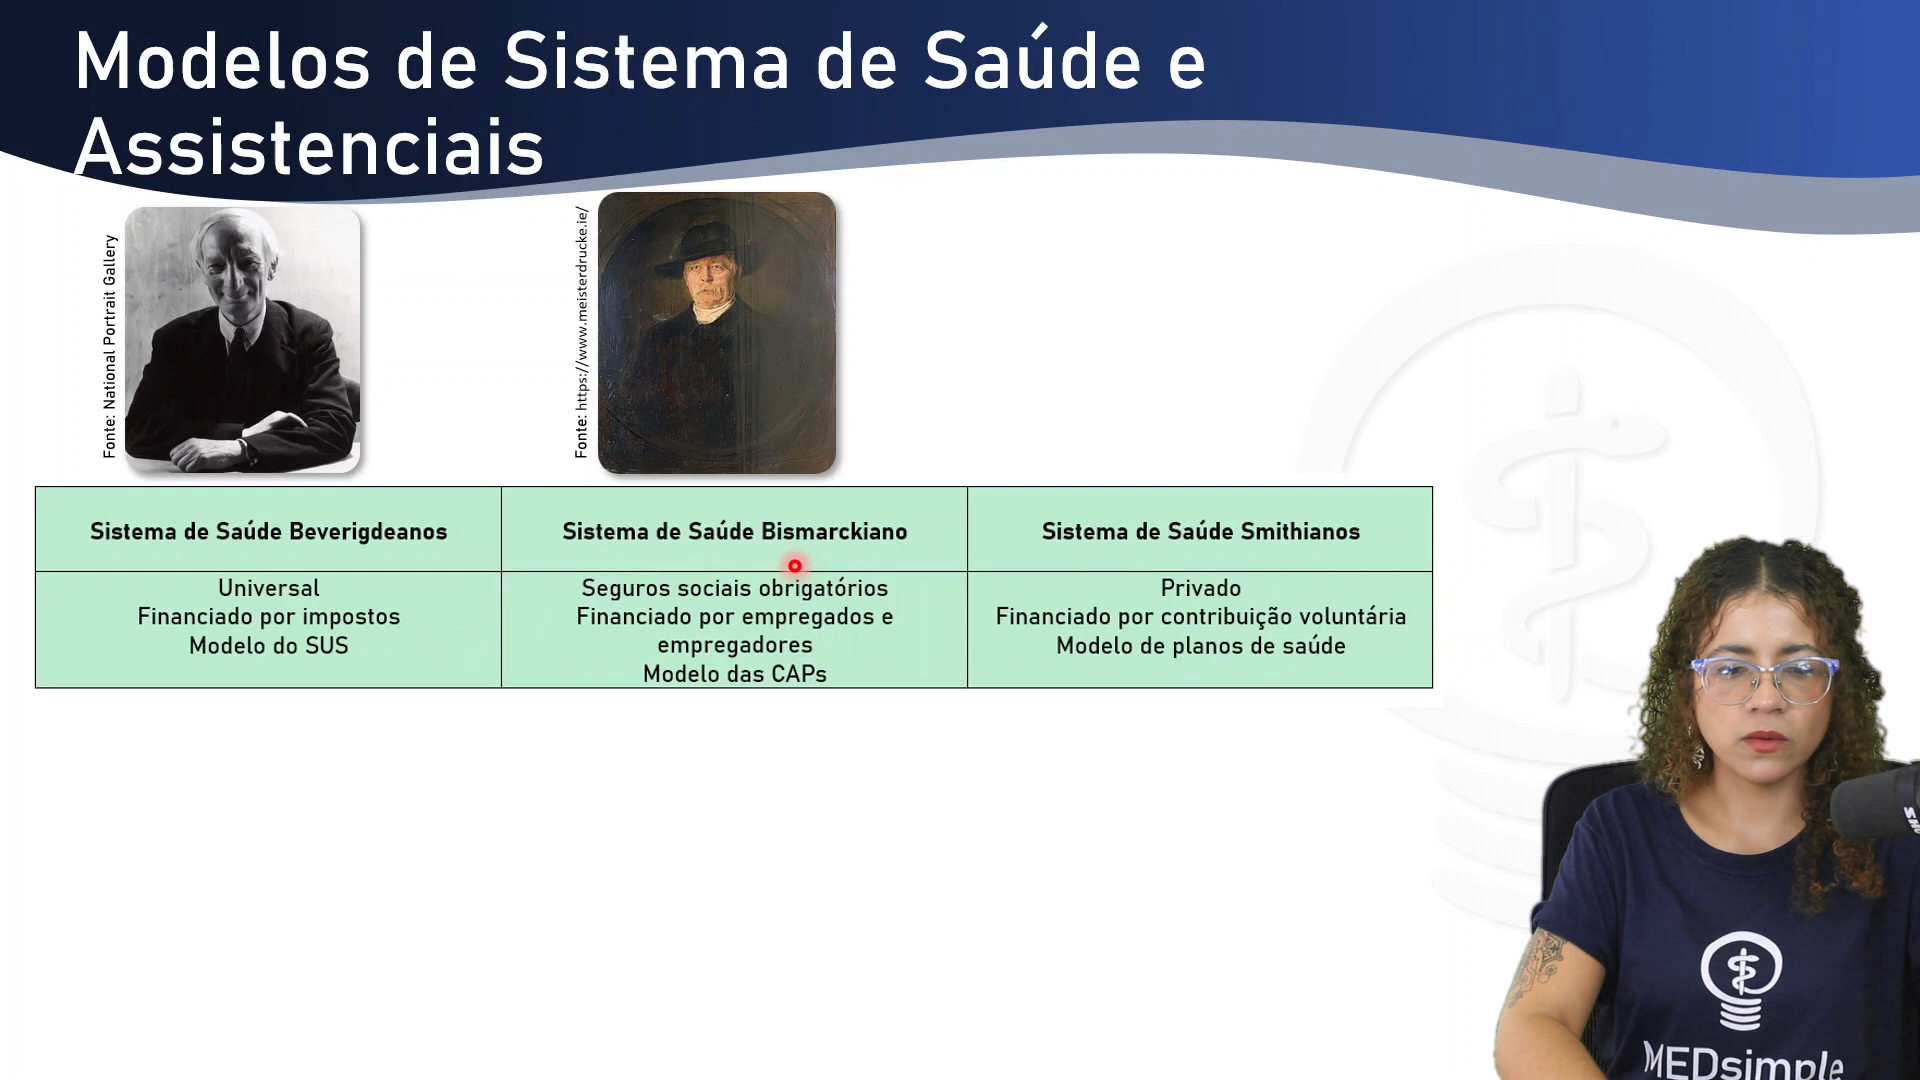 Modelos de Sistema de Saúde e
Assistenciais
Fonte: National Portrait Gallery
Fonte: https://www.meisterdrucke.ie/
Sistema de Saúde Beverigdeanos
Sistema de Saúde Bismarckiano
Sistema de Saúde Smithianos
Universal
Financiado por impostos
Modelo do SUS
Seguros sociais obrigatórios
Financiado por empregados e
empregadores
Modelo das CAPs
Privado
Financiado por contribuição voluntária
Modelo de planos de saúde
MEDsimple